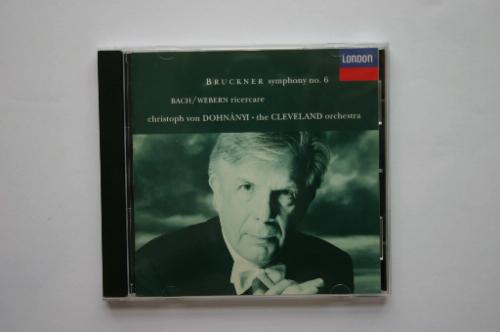 LONDON
BRUCKNER symphony no. 6
BACH/WEBERN ricercare
christoph von DOHNÁNYI · the CLEVELAND orchestra